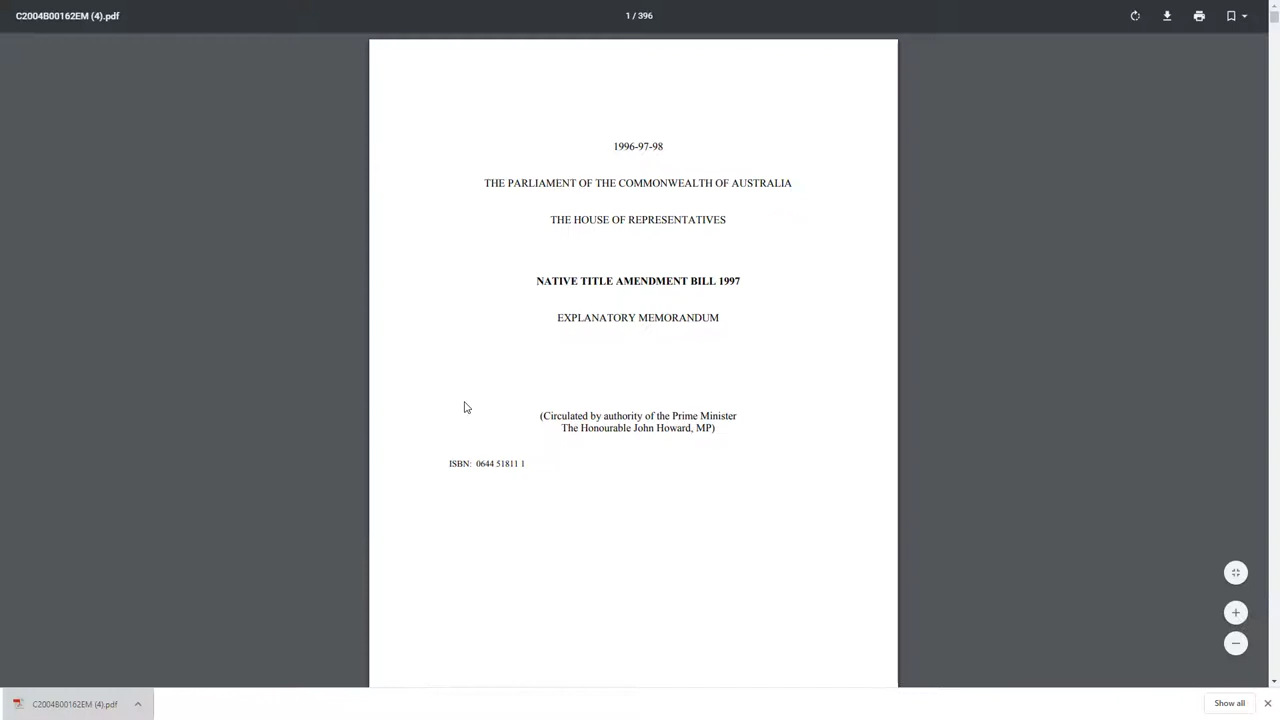 C2004B00162EM (4).pdf
1 / 396
1996-97-98
THE PARLIAMENT OF THE COMMONWEALTH OF AUSTRALIA
THE HOUSE OF REPRESENTATIVES
NATIVE TITLE AMENDMENT BILL 1997
EXPLANATORY MEMORANDUM
(Circulated by authority of the Prime Minister
The Honourable John Howard, MP)
ISBN: 0644 51811 1
C2004B00162EM (4).pdf
Show all